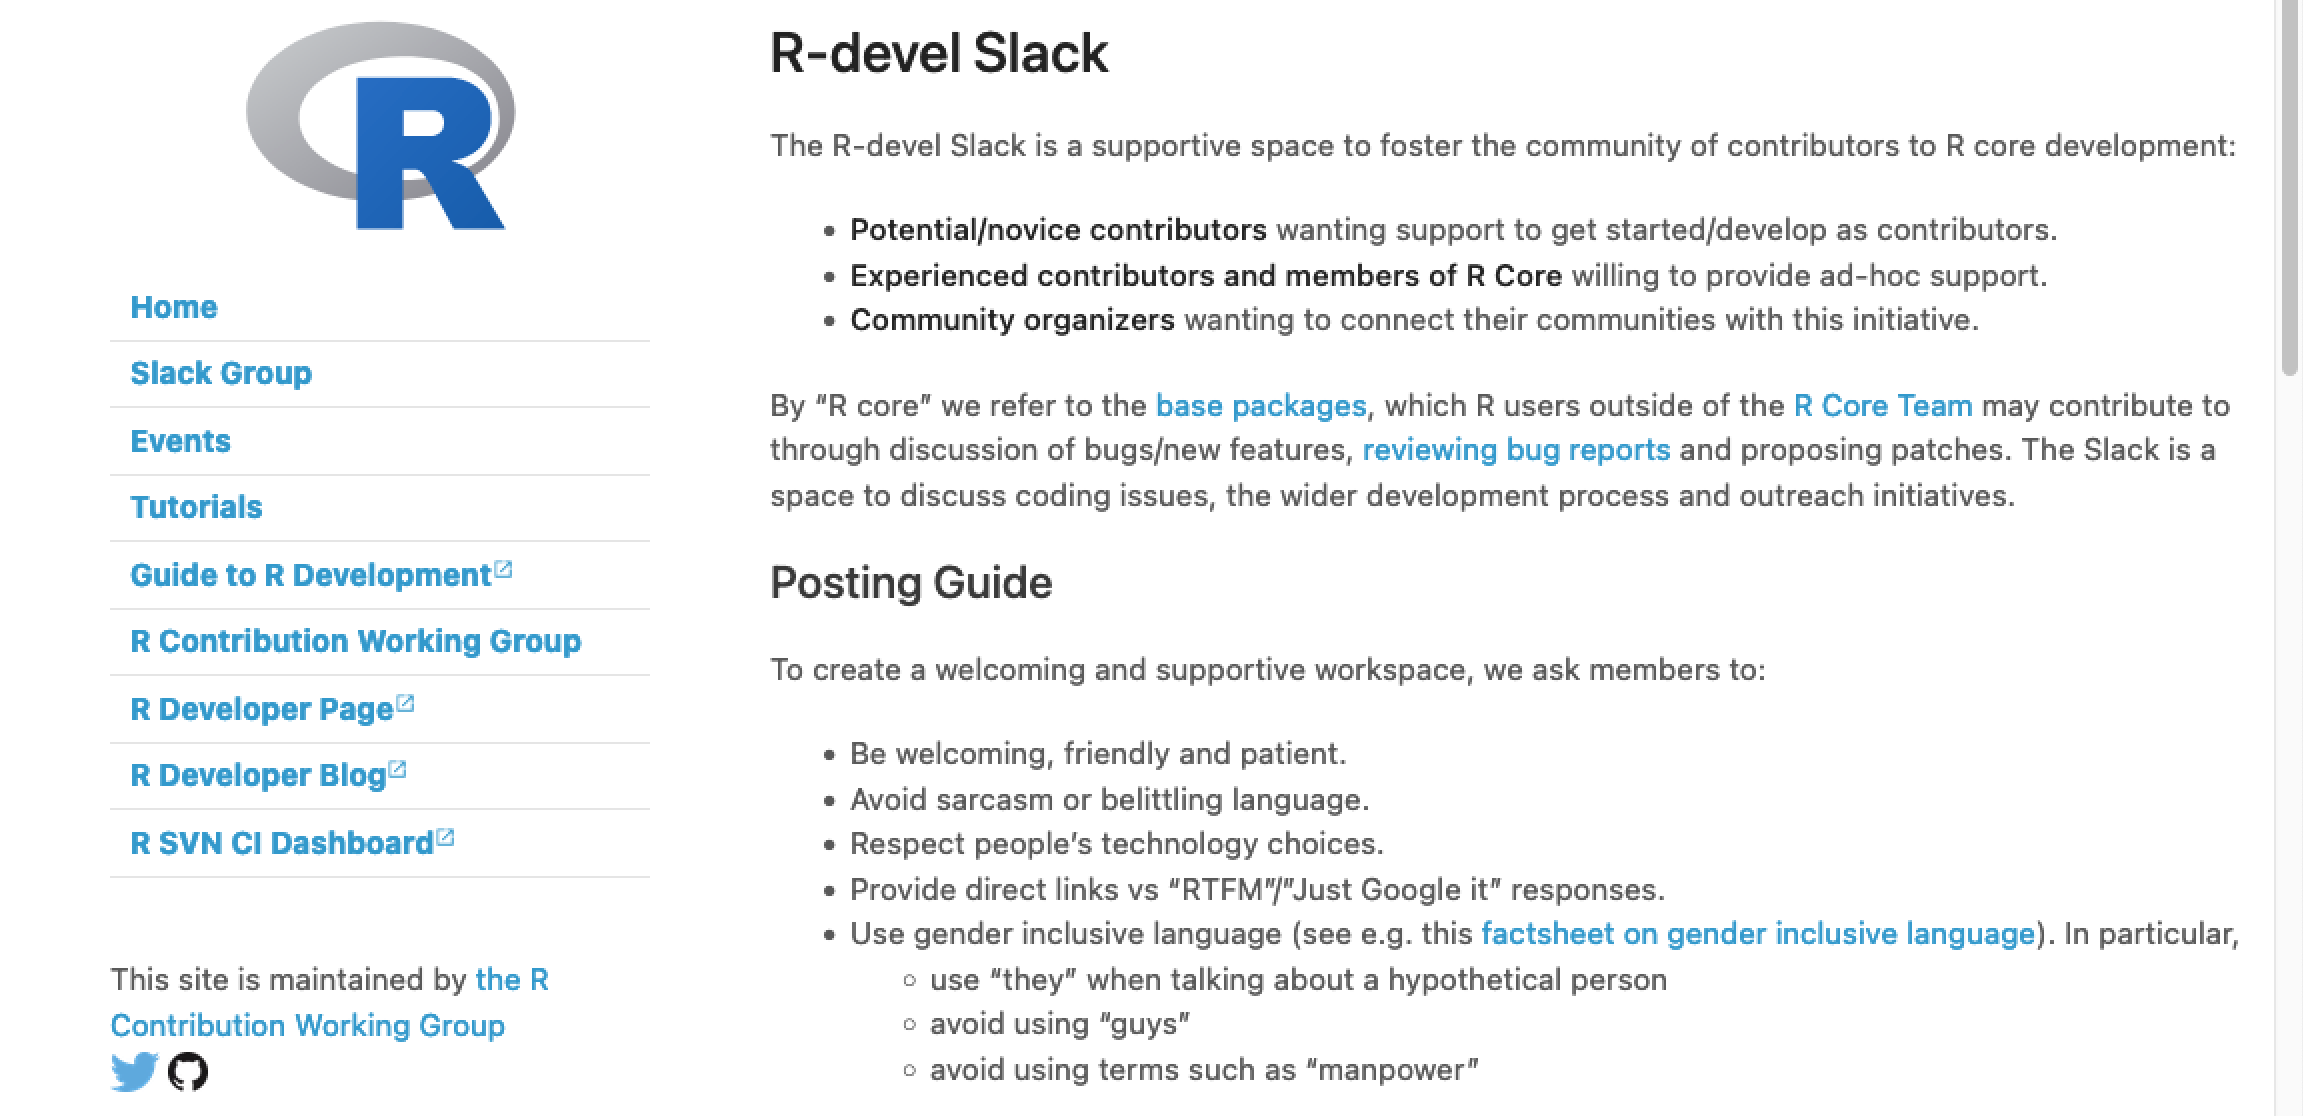 R
Home
Slack Group
Events
Tutorials
Guide to R Development
R Contribution Working Group
R Developer Page
R Developer Blog
R SVN CI Dashboard
This site is maintained by the R
Contribution Working Group
R-devel Slack
The R-devel Slack is a supportive space to foster the community of contributors to R core development:
• Potential/novice contributors wanting support to get started/develop as contributors.
• Experienced contributors and members of R Core willing to provide ad-hoc support.
• Community organizers wanting to connect their communities with this initiative.
By “R core” we refer to the base packages, which R users outside of the R Core Team may contribute to
through discussion of bugs/new features, reviewing bug reports and proposing patches. The Slack is a
space to discuss coding issues, the wider development process and outreach initiatives.
Posting Guide
To create a welcoming and supportive workspace, we ask members to:
• Be welcoming, friendly and patient.
• Avoid sarcasm or belittling language.
• Respect people’s technology choices.
• Provide direct links vs “RTFM”/”Just Google it” responses.
• Use gender inclusive language (see e.g. this factsheet on gender inclusive language). In particular,
○ use “they” when talking about a hypothetical person
○ avoid using “guys”
○ avoid using terms such as “manpower”